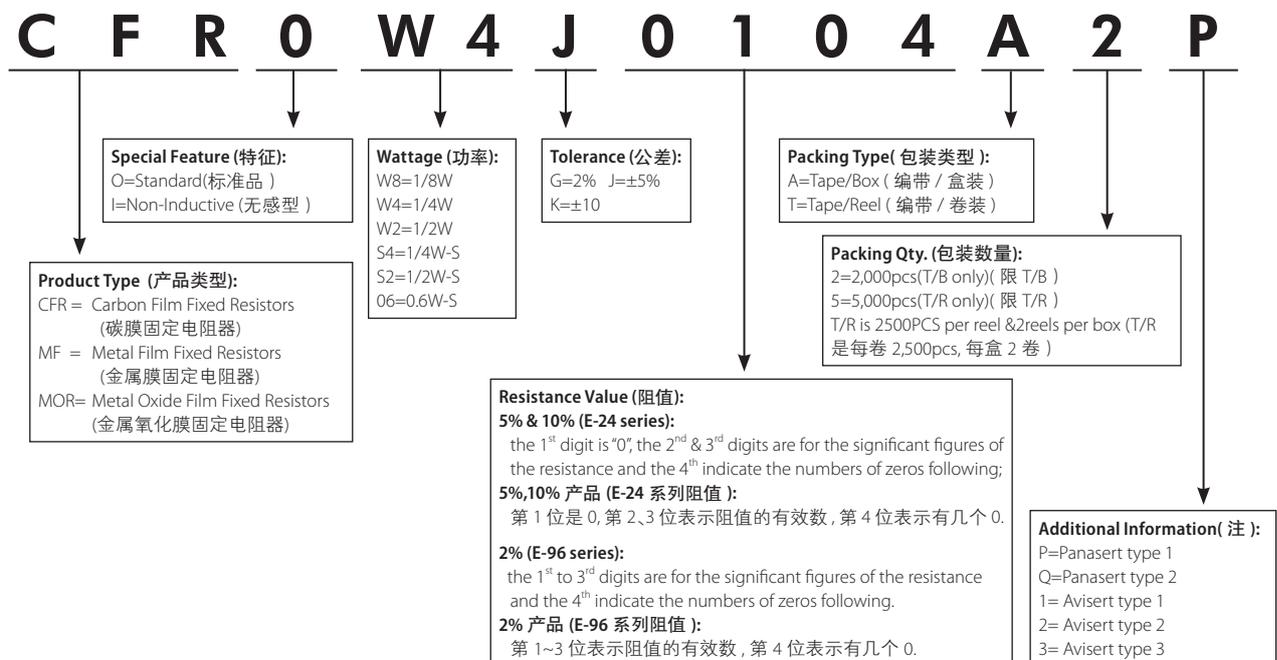 C F R 0 W 4 J 0 1 0 4 A 2 P
Special Feature (特征):
O=Standard(标准品 )
I=Non-Inductive (无感型 )
Wattage (功率):
W8=1/8W
W4=1/4W
W2=1/2W
S4=1/4W-S
S2=1/2W-S
06=0.6W-S
Tolerance (公差):
G=2% J=±5%
K=±10
Packing Type( 包装类型 ):
A=Tape/Box ( 编带 / 盒装 )
T=Tape/Reel ( 编带 / 卷装 )
Packing Qty. (包装数量):
2=2,000pcs(T/B only)( 限 T/B )
5=5,000pcs(T/R only)( 限 T/R )
T/R is 2500PCS per reel &2reels per box (T/R
是每卷 2,500pcs, 每盒 2 卷 )
Product Type (产品类型):
CFR = Carbon Film Fixed Resistors
(碳膜固定电阻器)
MF = Metal Film Fixed Resistors
(金属膜固定电阻器)
MOR= Metal Oxide Film Fixed Resistors
(金属氧化膜固定电阻器)
Resistance Value (阻值):
5% & 10% (E-24 series):
the 1st digit is “0”, the 2nd & 3rd digits are for the significant figures of
the resistance and the 4th indicate the numbers of zeros following;
5%,10% 产品 (E-24 系列阻值 ):
第 1 位是 0, 第 2、3 位表示阻值的有效数 , 第 4 位表示有几个 0.
2% (E-96 series):
the 1st to 3rd digits are for the significant figures of the resistance
and the 4th indicate the numbers of zeros following.
2% 产品 (E-96 系列阻值 ):
第 1~3 位表示阻值的有效数 , 第 4 位表示有几个 0.
Additional Information( 注 ):
P=Panasert type 1
Q=Panasert type 2
1= Avisert type 1
2= Avisert type 2
3= Avisert type 3